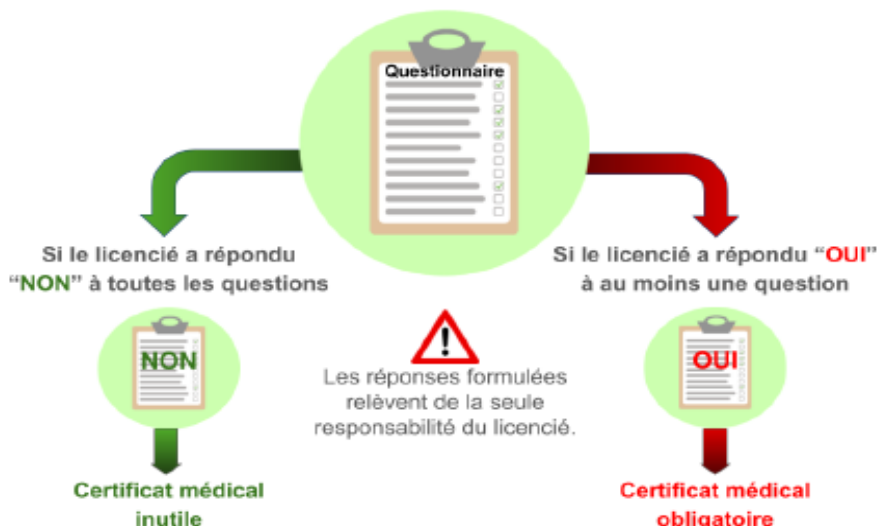 Questionnaire
Si le licencié a répondu
“NON” à toutes les questions
Si le licencié a répondu “OUI”
à au moins une question
NON
OUI
Les réponses formulées
relèvent de la seule
responsabilité du licencié.
Certificat médical
inutile
Certificat médical
obligatoire